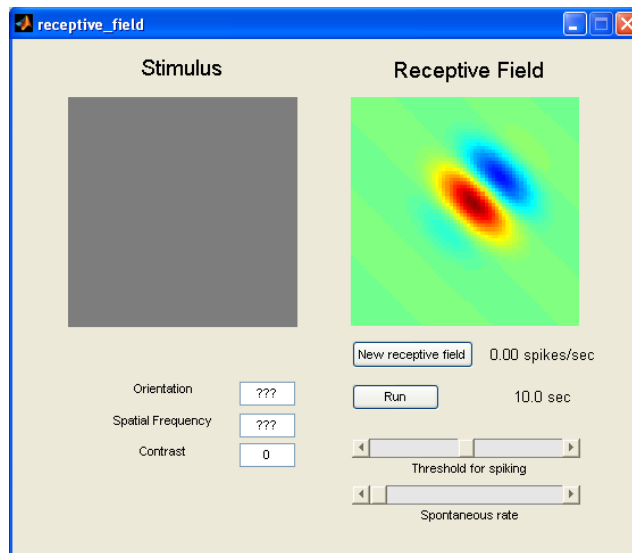 receptive_field
Stimulus
Receptive Field
New receptive field
0.00 spikes/sec
Orientation
???
Run
10.0 sec
Spatial Frequency
???
Contrast
0
Threshold for spiking
Spontaneous rate